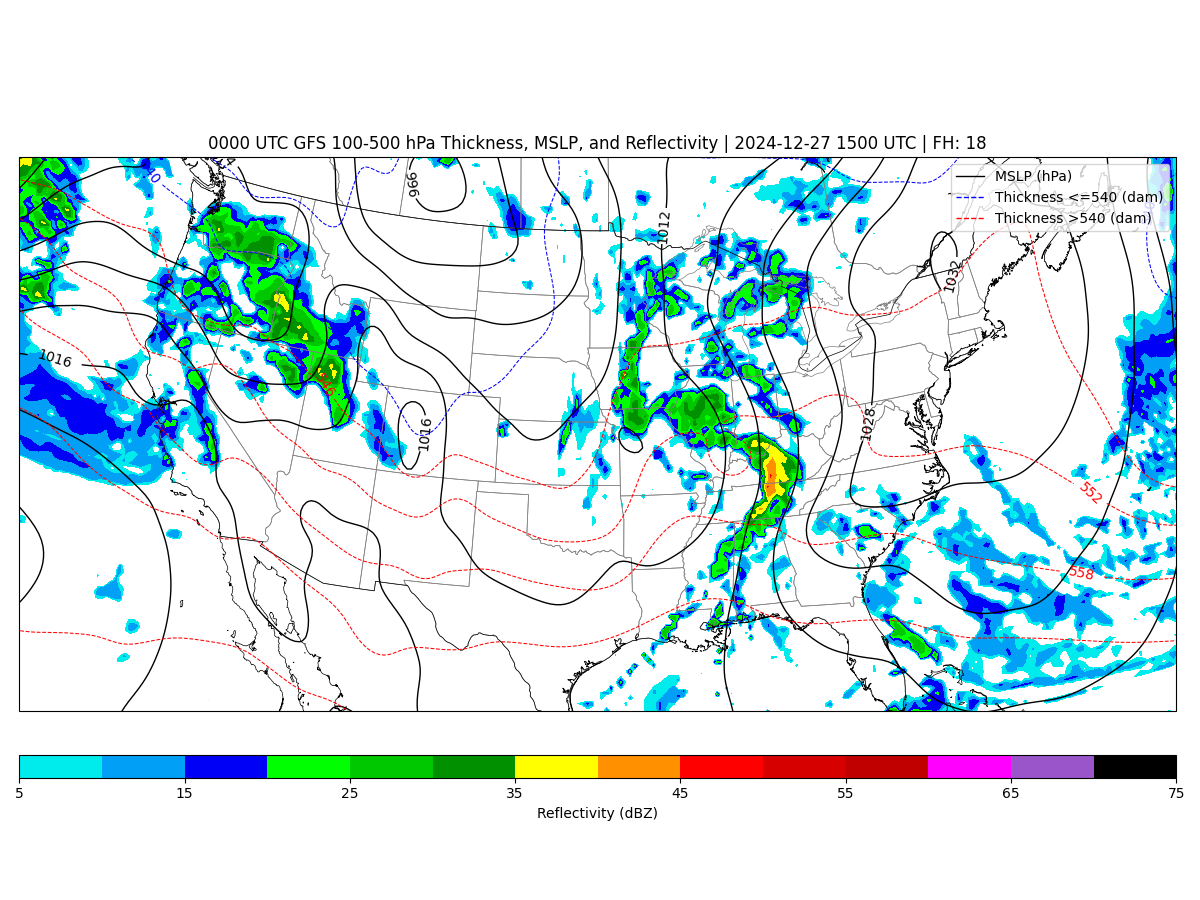 0000 UTC GFS 100-500 hPa Thickness, MSLP, and Reflectivity | 2024-12-27 1500 UTC | FH: 18
MSLP (hPa)
Thickness <=540 (dam)
Thickness >540 (dam)
996
1012
1032
1016
1016
1028
552
558
5 15 25 35 45 55 65 75
Reflectivity (dBZ)